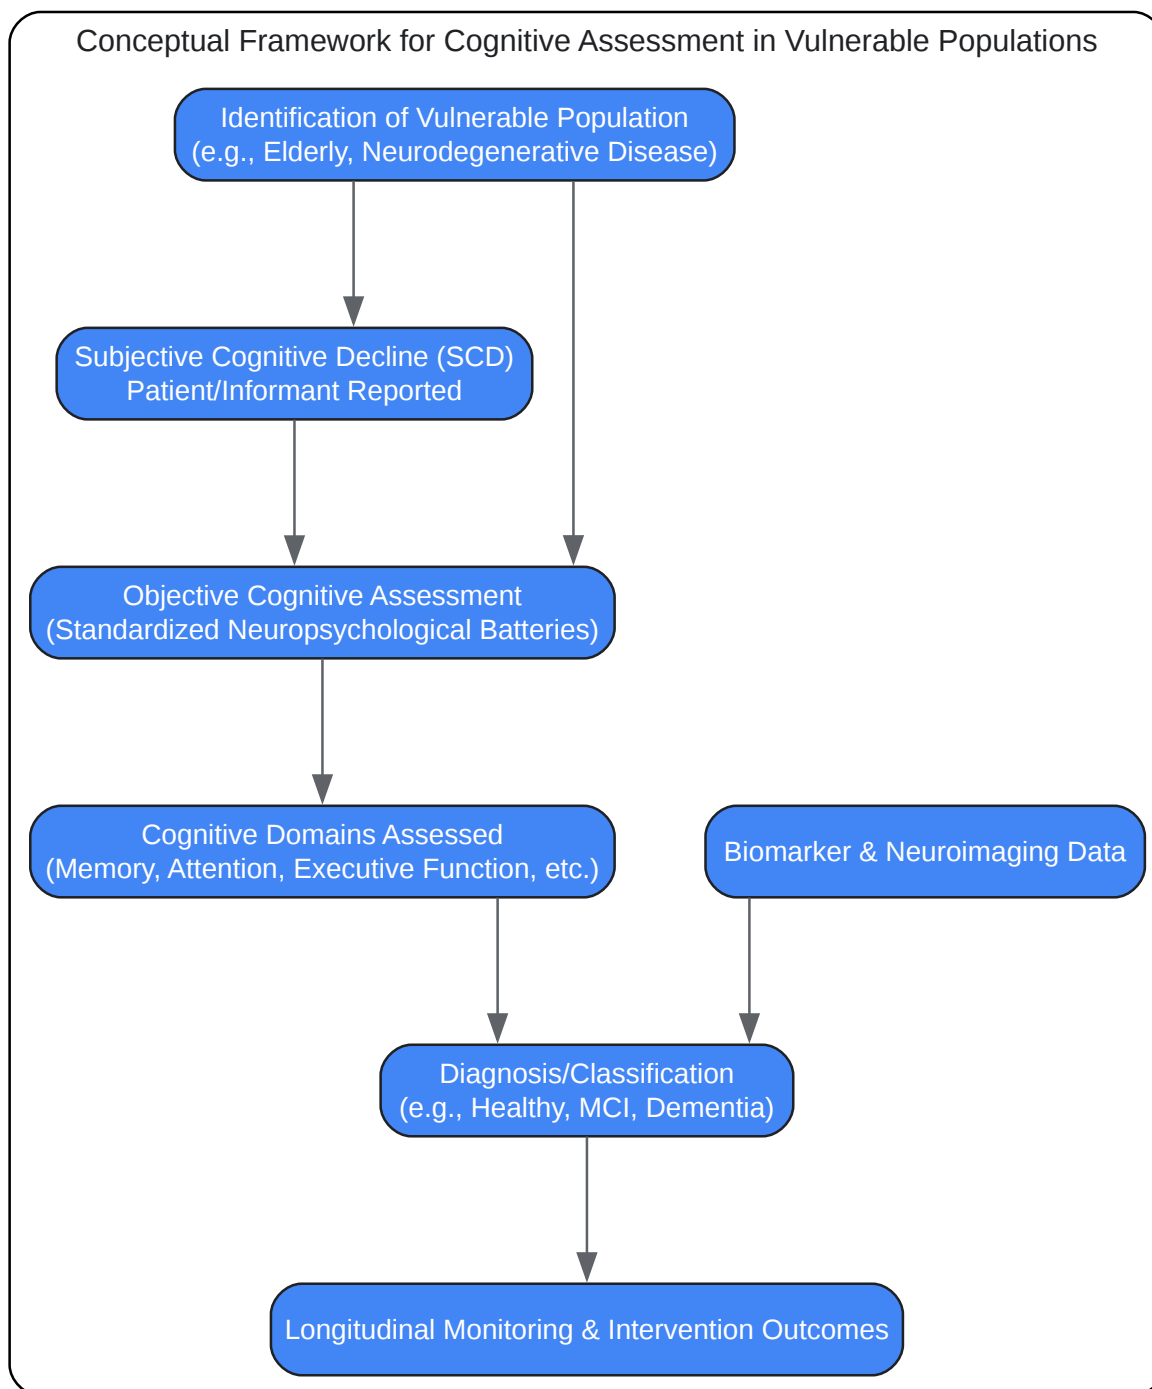 Conceptual Framework for Cognitive Assessment in Vulnerable Populations
Identification of Vulnerable Population
(e.g., Elderly, Neurodegenerative Disease)
Subjective Cognitive Decline (SCD)
Patient/Informant Reported
Objective Cognitive Assessment
(Standardized Neuropsychological Batteries)
Cognitive Domains Assessed
(Memory, Attention, Executive Function, etc.)
Biomarker & Neuroimaging Data
Diagnosis/Classification
(e.g., Healthy, MCI, Dementia)
Longitudinal Monitoring & Intervention Outcomes